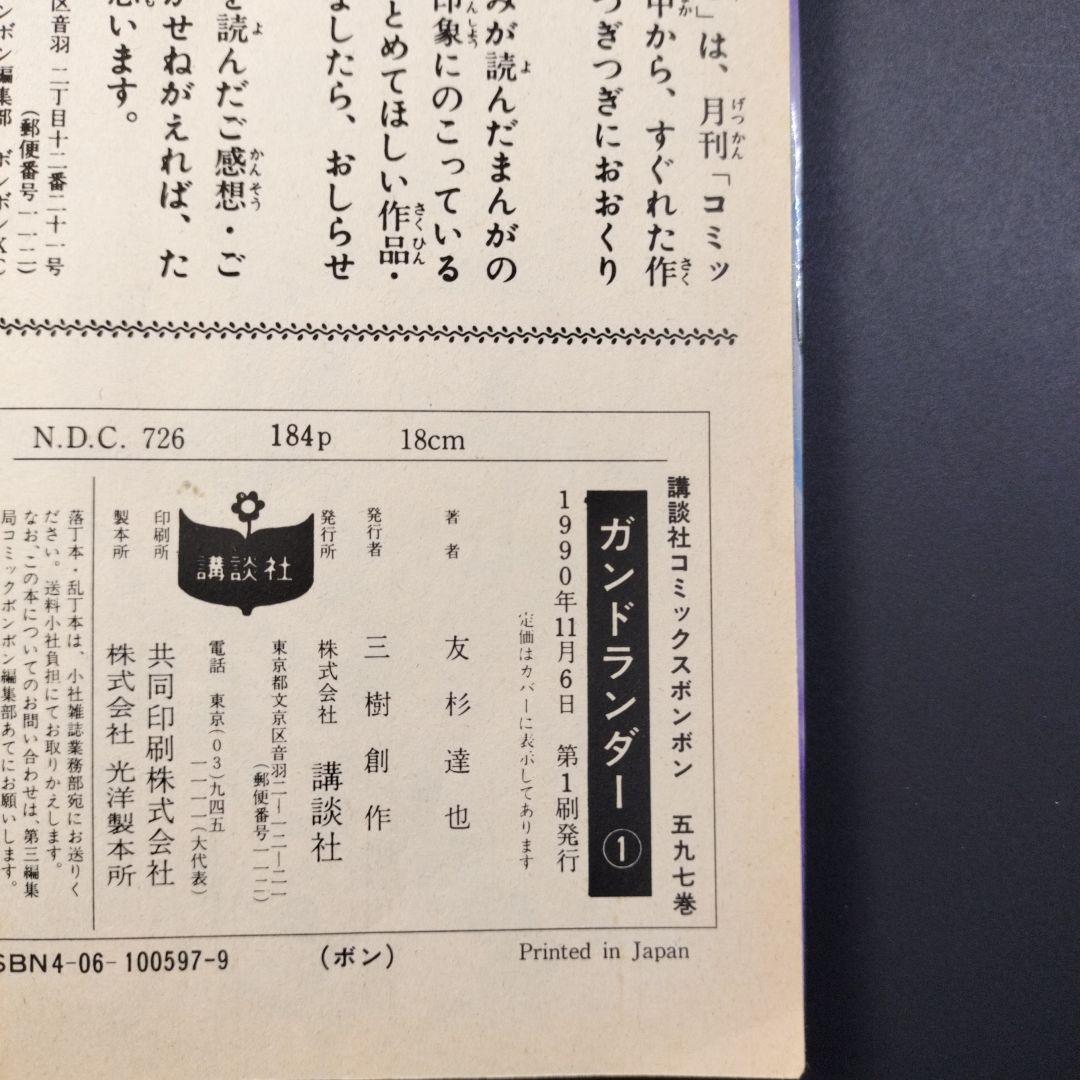 」は、月刊「コミッ
中から、すぐれた作
つぎつぎにおおくり
みが読んだまんがの
印象にのこっている
とめてほしい作品・
ましたら、おしらせ
を読んだご感想・ご
かせねがえれば、た
思います。
区音羽 二丁目十二番二十一号
(郵便番号一一二)
ボン編集部 ボンボンKC
N.D.C. 726 184p 18cm
講談社コミックスボンボン 五九七巻
ガンドランダー①
1990年11月6日 第1刷発行
定価はカバーに表示してあります
著者 友杉達也
発行者 三樹創作
発行所 株式会社 講談社
東京都文京区音羽二—一二—二一
(郵便番号一一二)
電話 東京(03)九四五
一一一一(大代表)
講談社
印刷所 共同印刷株式会社
製本所 株式会社 光洋製本所
落丁本・乱丁本は、小社雑誌業務部宛にお送りく
ださい。送料小社負担にてお取りかえします。
なお、この本についてのお問い合わせは、第三編集
局コミックボンボン編集部あてにお願いします。
SBN4-06-100597-9 (ボン) Printed in Japan